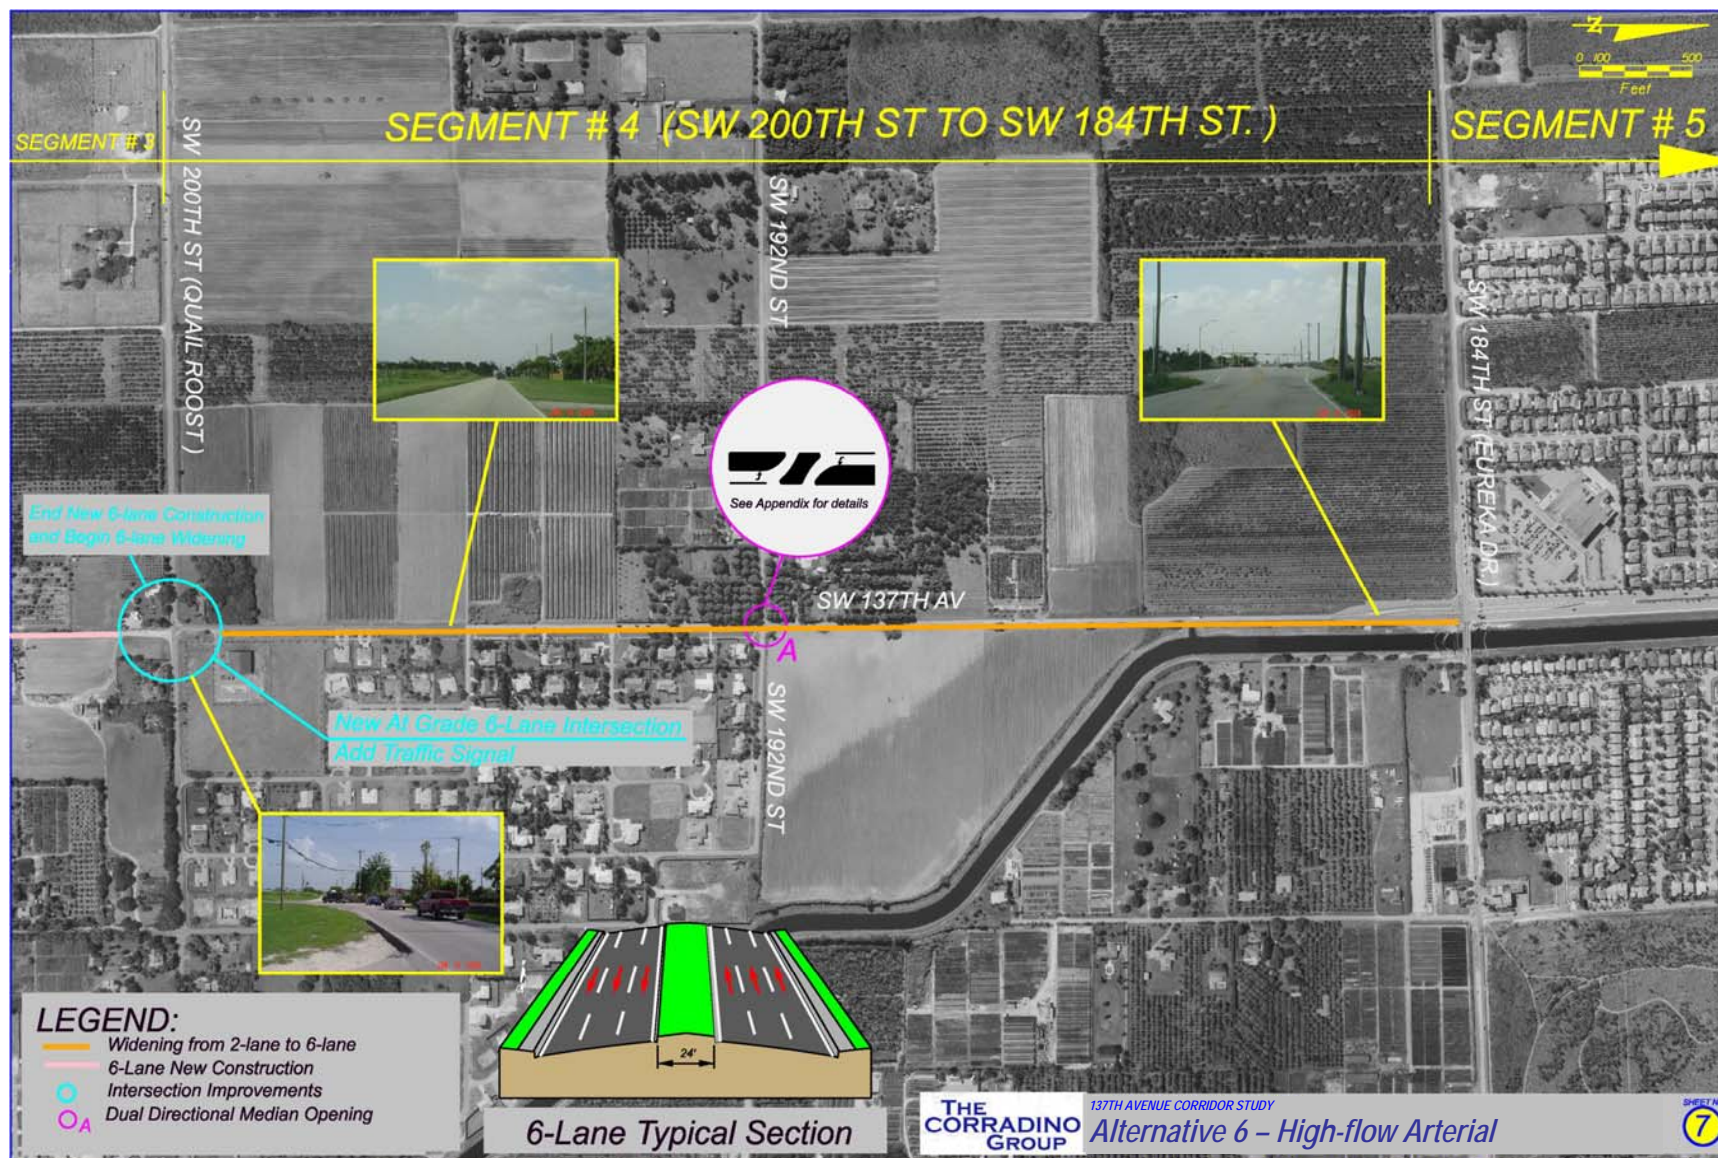 N
0 100 500
Feet
SEGMENT # 3
SEGMENT # 4 (SW 200TH ST TO SW 184TH ST. )
SEGMENT # 5
SW 200TH ST (QUAIL ROOST)
SW 192ND ST
SW 184TH ST (EUREKA DR)
See Appendix for details
End New 6-lane Construction
and Begin 6-lane Widening
SW 137TH AV
A
New At Grade 6-Lane Intersection
Add Traffic Signal
SW 192ND ST
LEGEND:
Widening from 2-lane to 6-lane
6-Lane New Construction
Intersection Improvements
A Dual Directional Median Opening
24'
6-Lane Typical Section
THE
CORRADINO
GROUP
137TH AVENUE CORRIDOR STUDY
Alternative 6 – High-flow Arterial
7